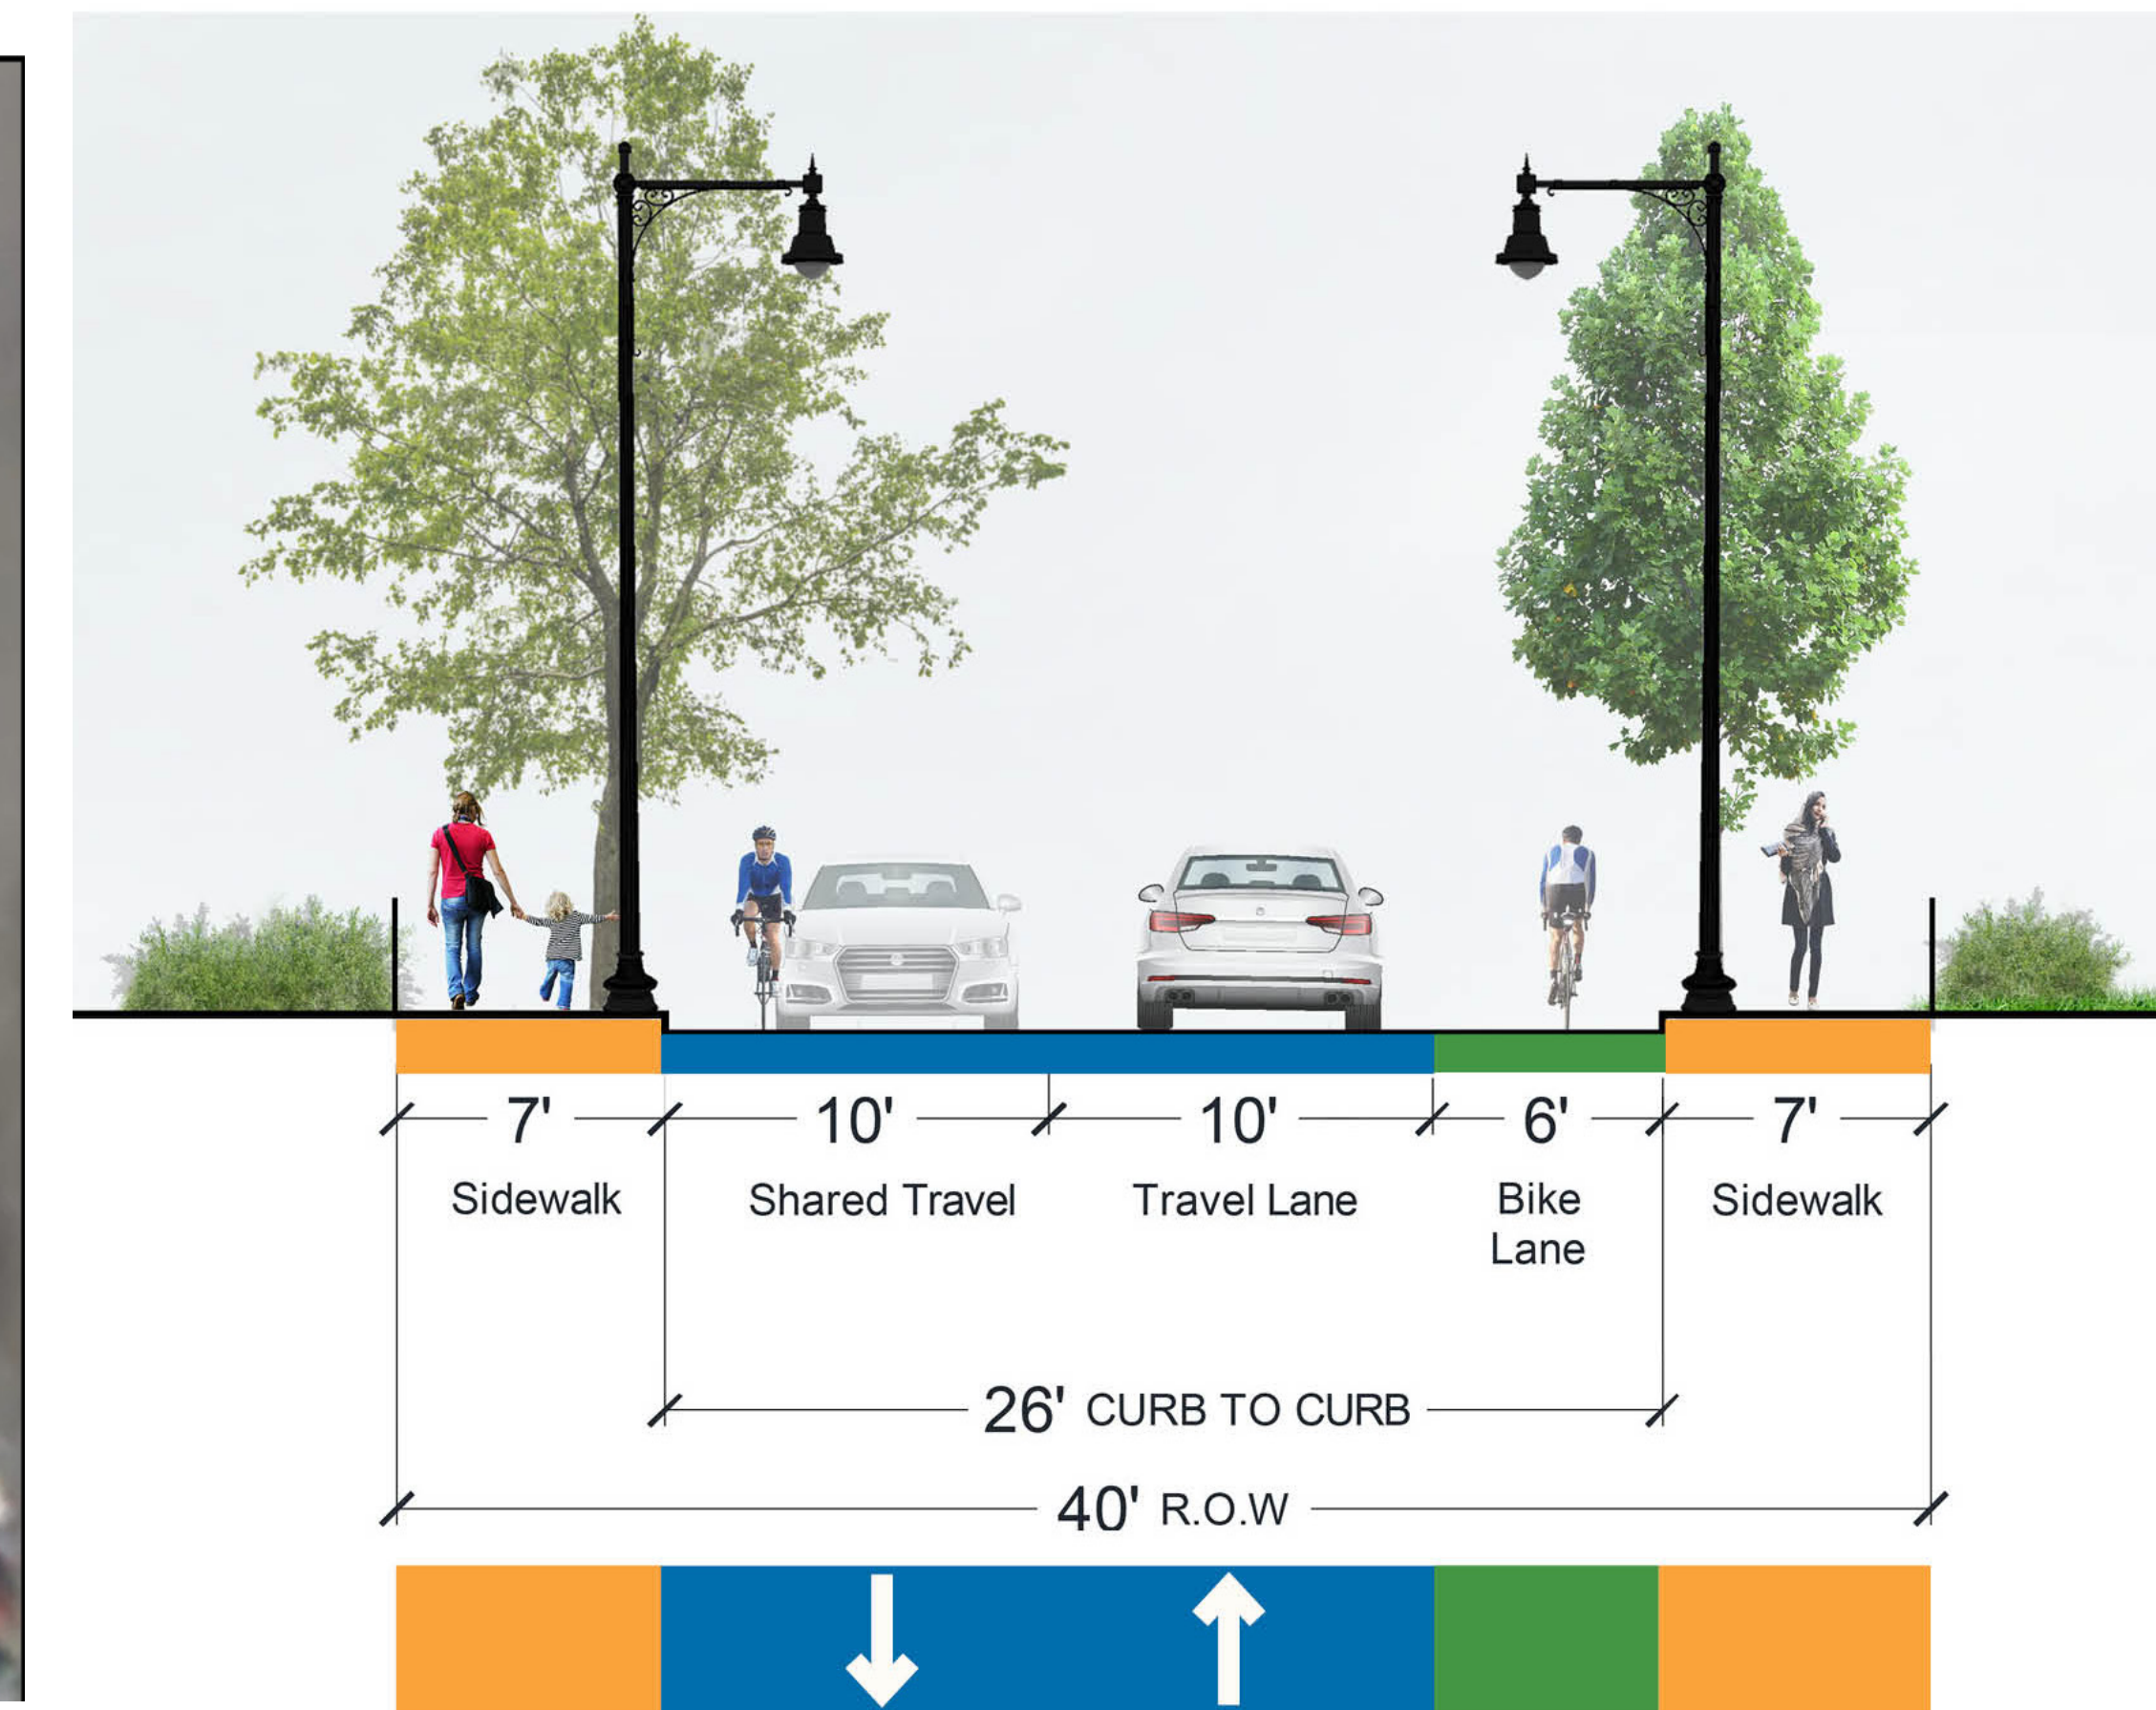 7' 10' 10' 6' 7'
Sidewalk Shared Travel Travel Lane Bike Sidewalk
Lane
26' CURB TO CURB
40' R.O.W